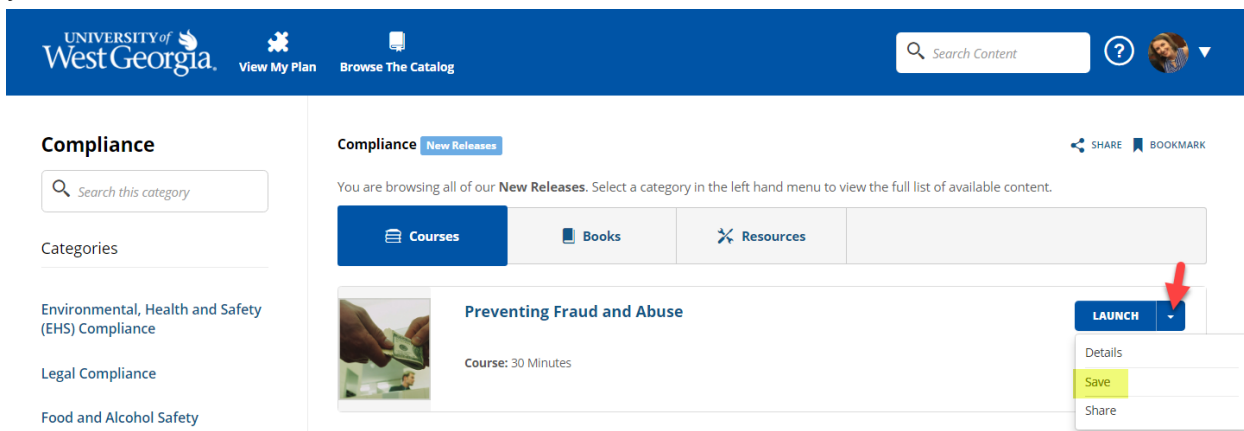 UNIVERSITY of
West Georgia.
View My Plan
Browse The Catalog
Search Content
?
Compliance
Search this category
Categories
Environmental, Health and Safety
(EHS) Compliance
Legal Compliance
Food and Alcohol Safety
Compliance New Releases
SHARE BOOKMARK
You are browsing all of our New Releases. Select a category in the left hand menu to view the full list of available content.
Courses
Books
Resources
Preventing Fraud and Abuse
Course: 30 Minutes
LAUNCH
Details
Save
Share